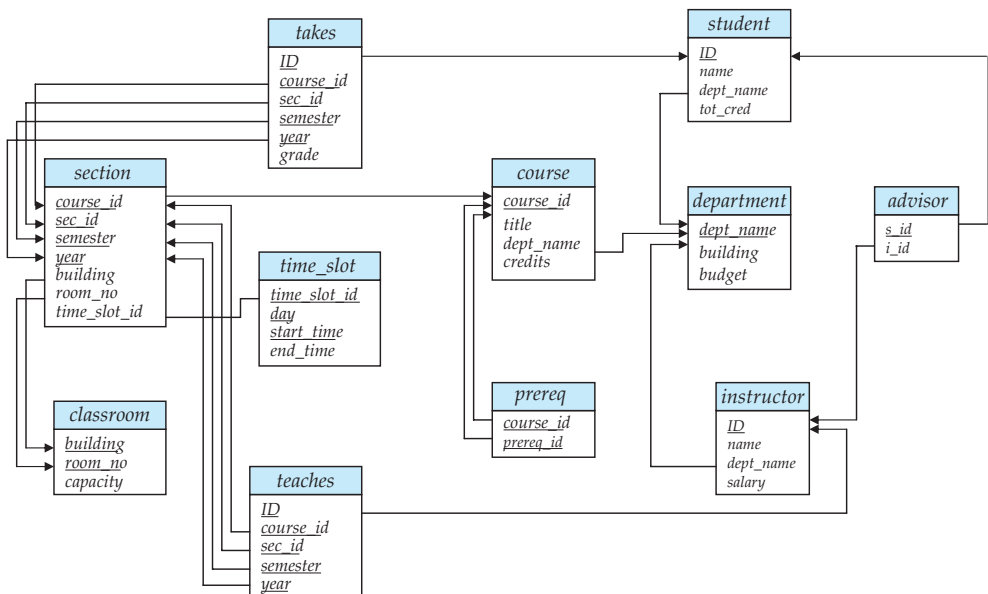 takes
ID
course_id
sec_id
semester
year
grade
student
ID
name
dept_name
tot_cred
section
course_id
sec_id
semester
year
building
room_no
time_slot_id
course
course_id
title
dept_name
credits
department
dept_name
building
budget
advisor
s_id
i_id
time_slot
time_slot_id
day
start_time
end_time
classroom
building
room_no
capacity
prereq
course_id
prereq_id
instructor
ID
name
dept_name
salary
teaches
ID
course_id
sec_id
semester
year